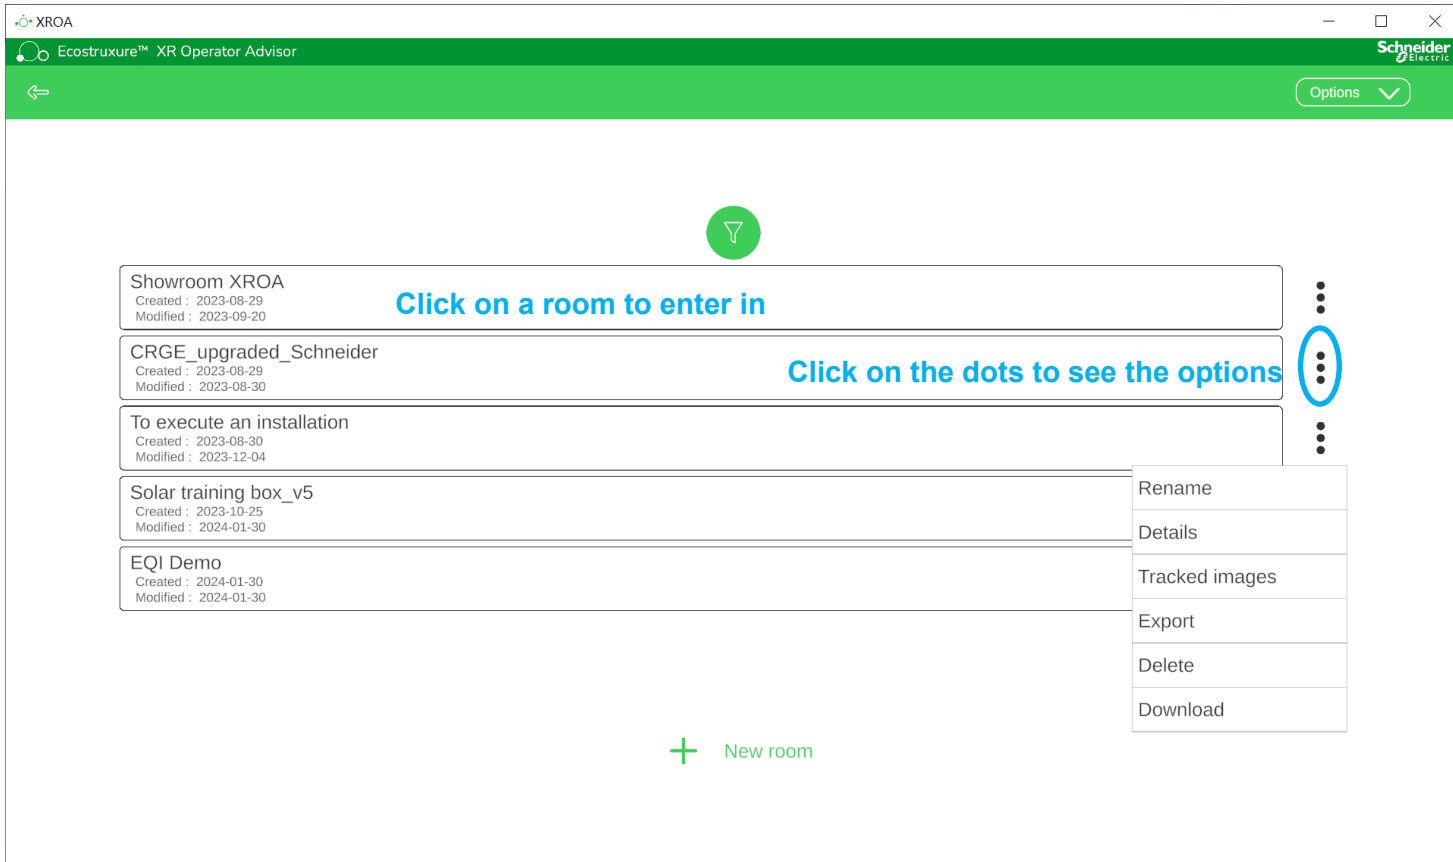 XROA
Ecostruxure™ XR Operator Advisor
Schneider
Electric
Options
Showroom XROA
Created : 2023-08-29
Modified : 2023-09-20
Click on a room to enter in
CRGE_upgraded_Schneider
Created : 2023-08-29
Modified : 2023-08-30
Click on the dots to see the options
To execute an installation
Created : 2023-08-30
Modified : 2023-12-04
Solar training box_v5
Created : 2023-10-25
Modified : 2024-01-30
EQI Demo
Created : 2024-01-30
Modified : 2024-01-30
Rename
Details
Tracked images
Export
Delete
Download
New room